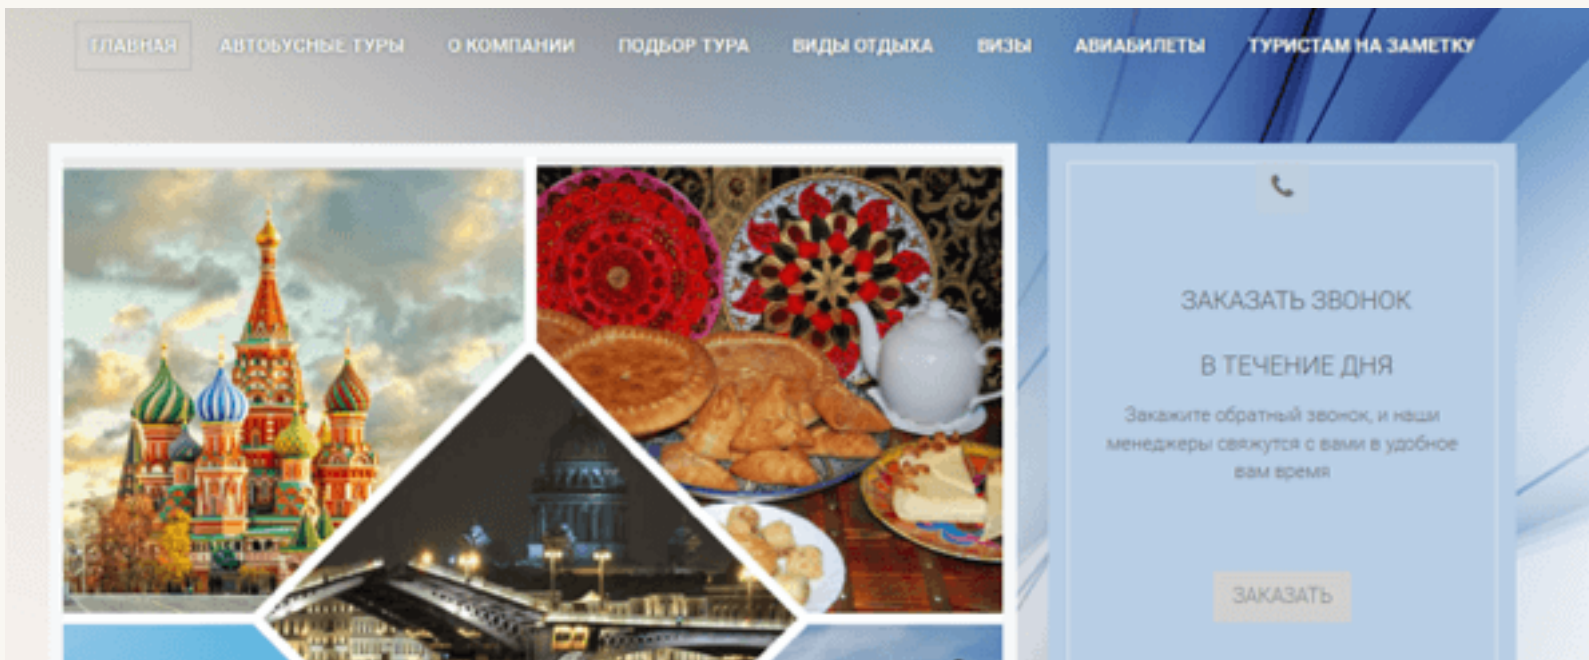 ГЛАВНАЯ АВТОБУСНЫЕ ТУРЫ О КОМПАНИИ ПОДБОР ТУРА ВИДЫ ОТДЫХА ВИЗЫ АВИАБИЛЕТЫ ТУРИСТАМ НА ЗАМЕТКУ
ЗАКАЗАТЬ ЗВОНОК
В ТЕЧЕНИЕ ДНЯ
Закажите обратный звонок, и наши
менеджеры свяжутся с вами в удобное
вам время
ЗАКАЗАТЬ